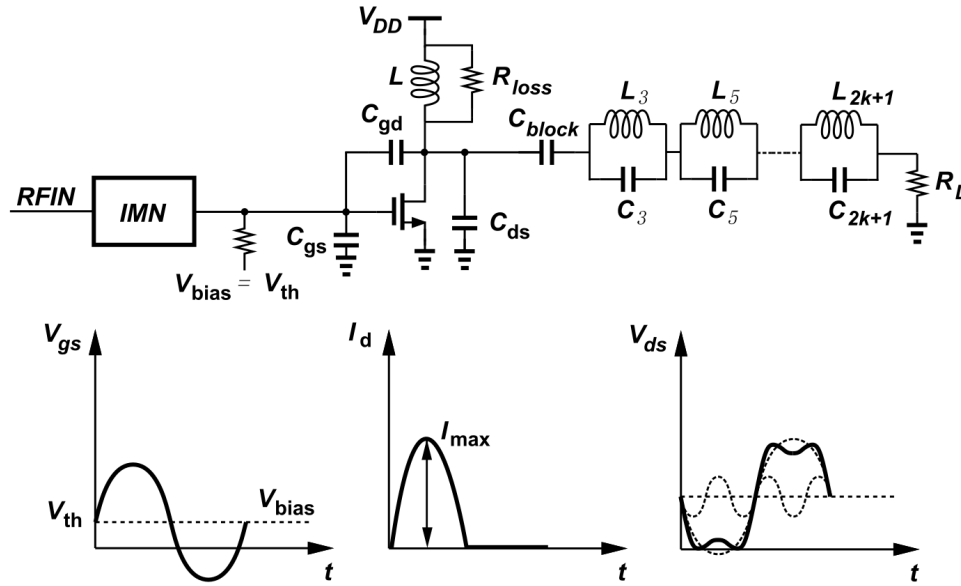 V_DD
L
R_loss
C_gd
C_block
L_3
L_5
L_2k+1
RFIN
IMN
C_gs
C_ds
C_3
C_5
C_2k+1
R_L
V_bias = V_th
V_gs
I_d
V_ds
I_max
V_th
V_bias
t
t
t